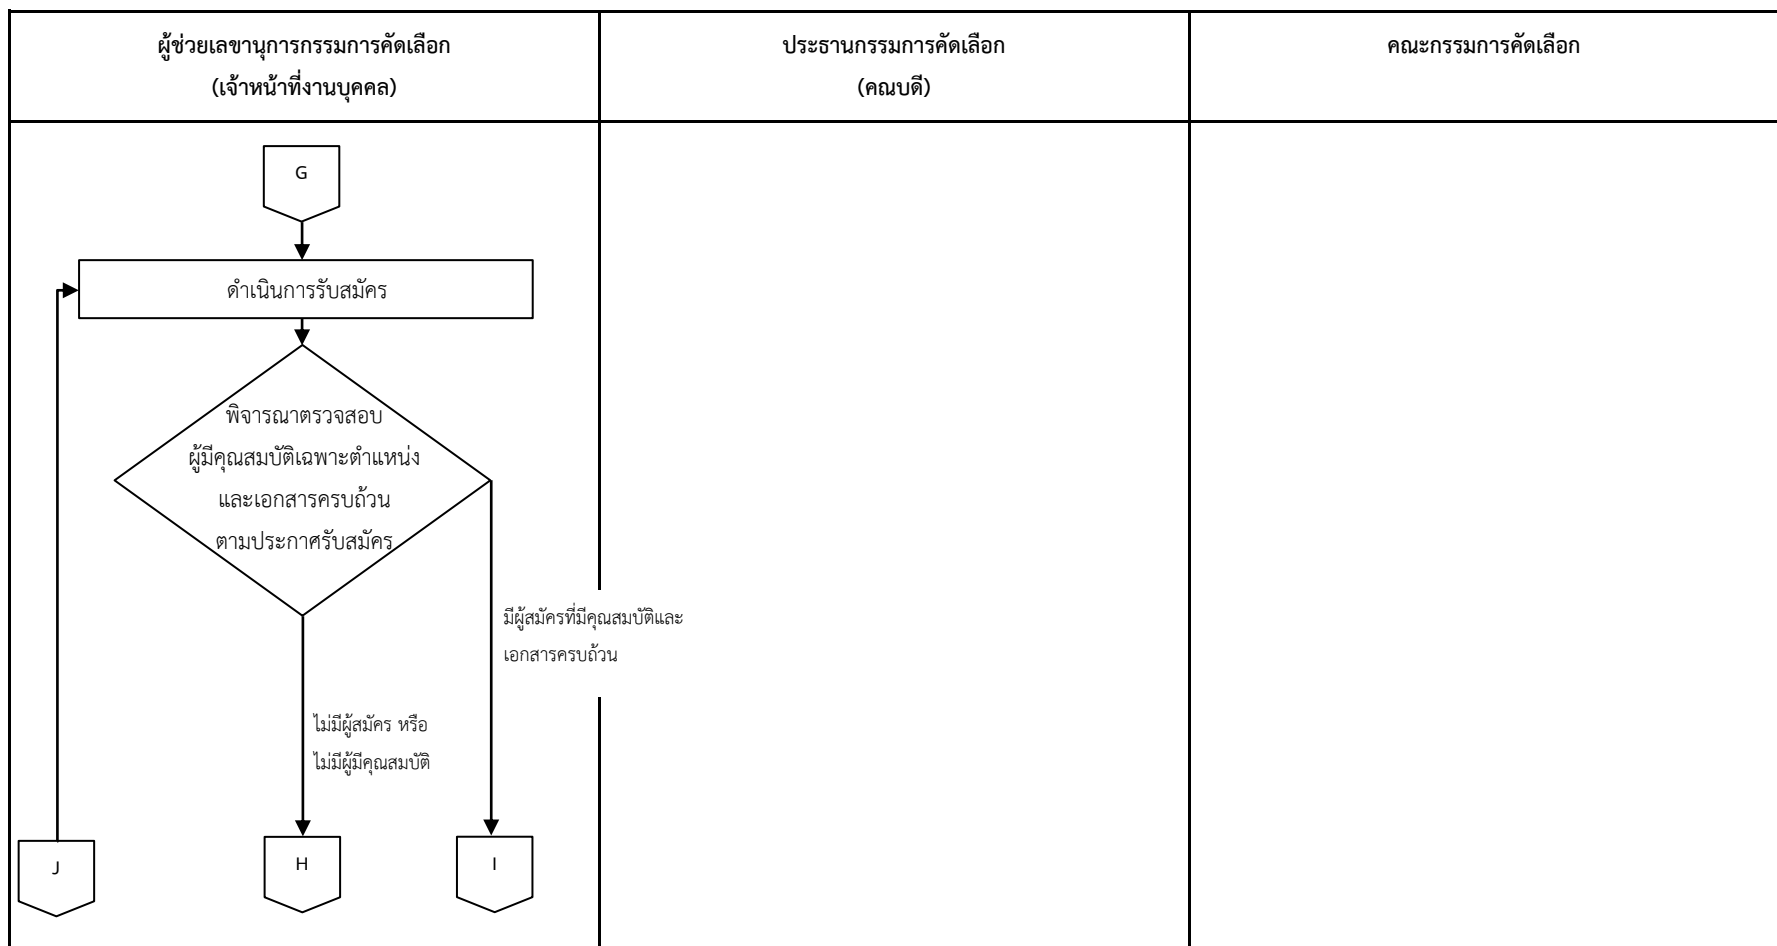 ผู้ช่วยเลขานุการกรรมการคัดเลือก
(เจ้าหน้าที่งานบุคคล)
ประธานกรรมการคัดเลือก
(คณบดี)
คณะกรรมการคัดเลือก
G
ดำเนินการรับสมัคร
พิจารณาตรวจสอบ
ผู้มีคุณสมบัติเฉพาะตำแหน่ง
และเอกสารครบถ้วน
ตามประกาศรับสมัคร
มีผู้สมัครที่มีคุณสมบัติและ
เอกสารครบถ้วน
ไม่มีผู้สมัคร หรือ
ไม่มีผู้มีคุณสมบัติ
J
H
I